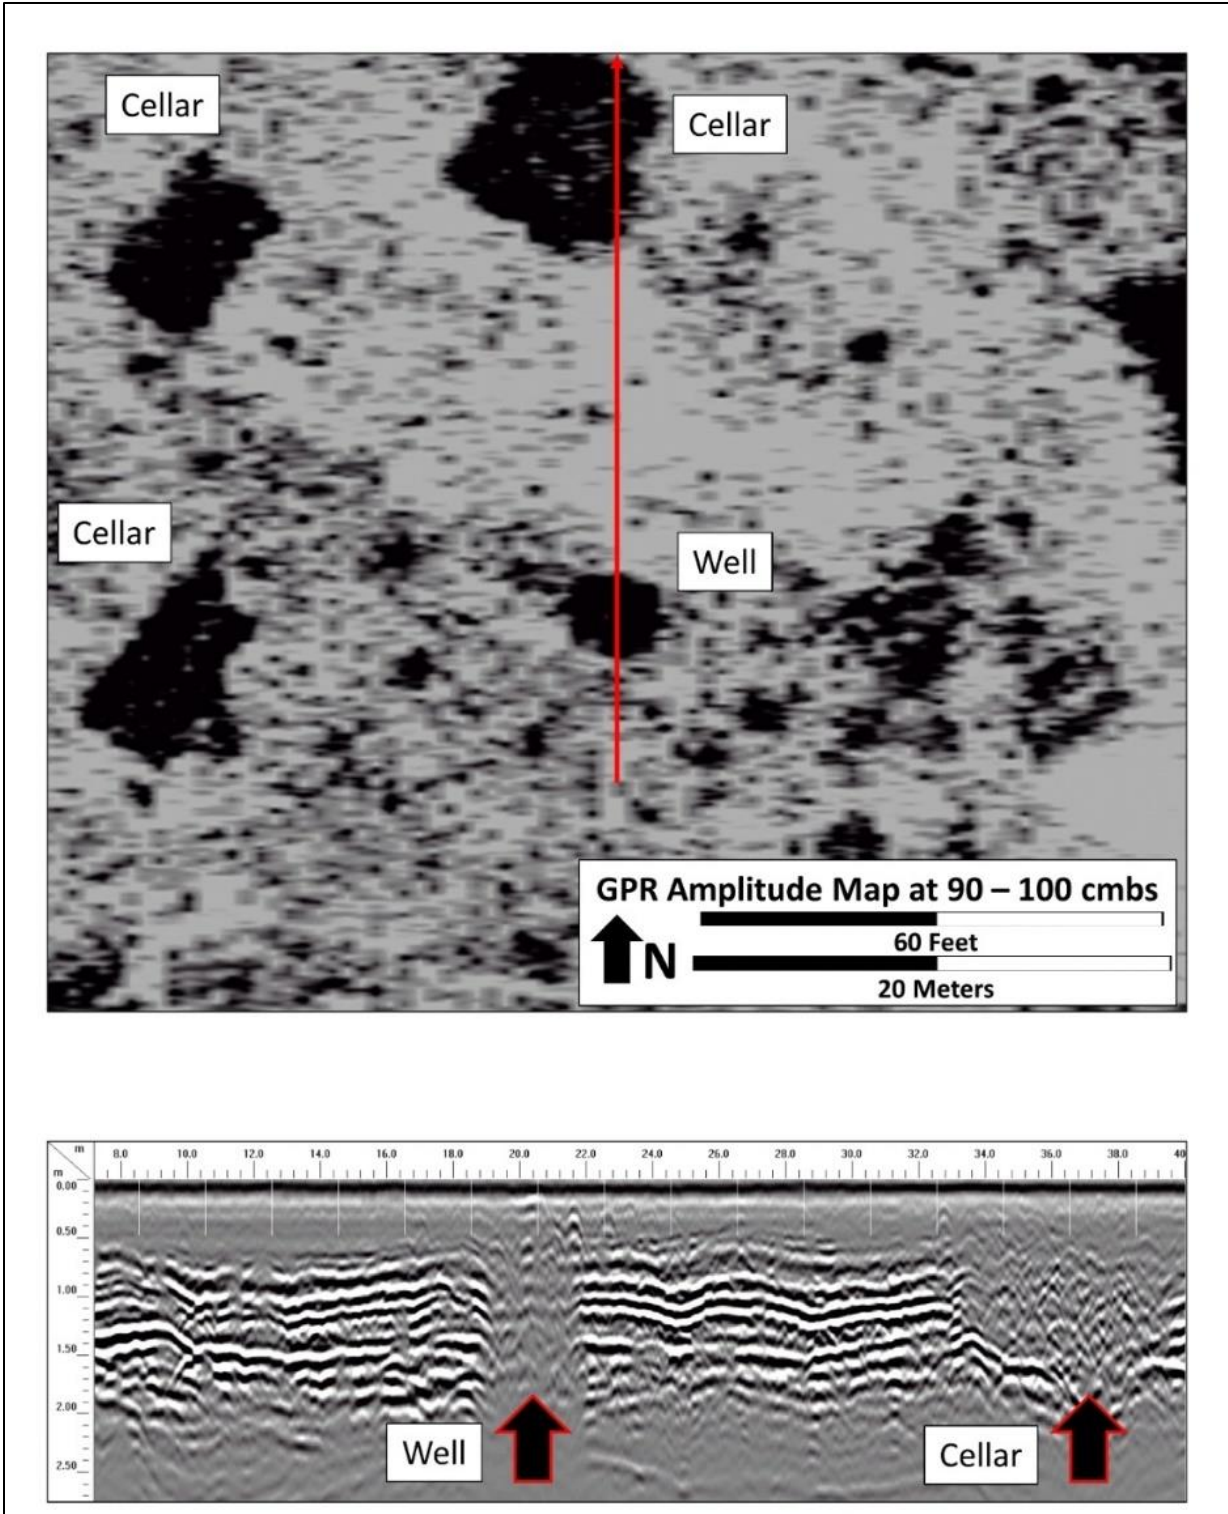 Cellar
Cellar
Cellar
Well
GPR Amplitude Map at 90 – 100 cmbs
60 Feet
N
20 Meters
m
8.0 10.0 12.0 14.0 16.0 18.0 20.0 22.0 24.0 26.0 28.0 30.0 32.0 34.0 36.0 38.0 40
m
0.00
0.50
1.00
1.50
2.00
2.50
Well
Cellar